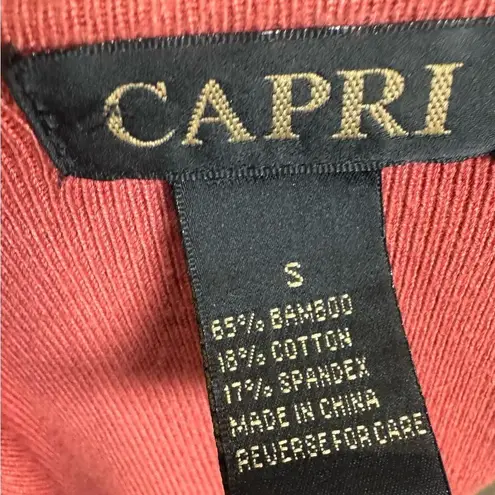 CAPRI
S
65% BAMBOO
18% COTTON
17% SPANDEX
MADE IN CHINA
REVERSE FOR CARE